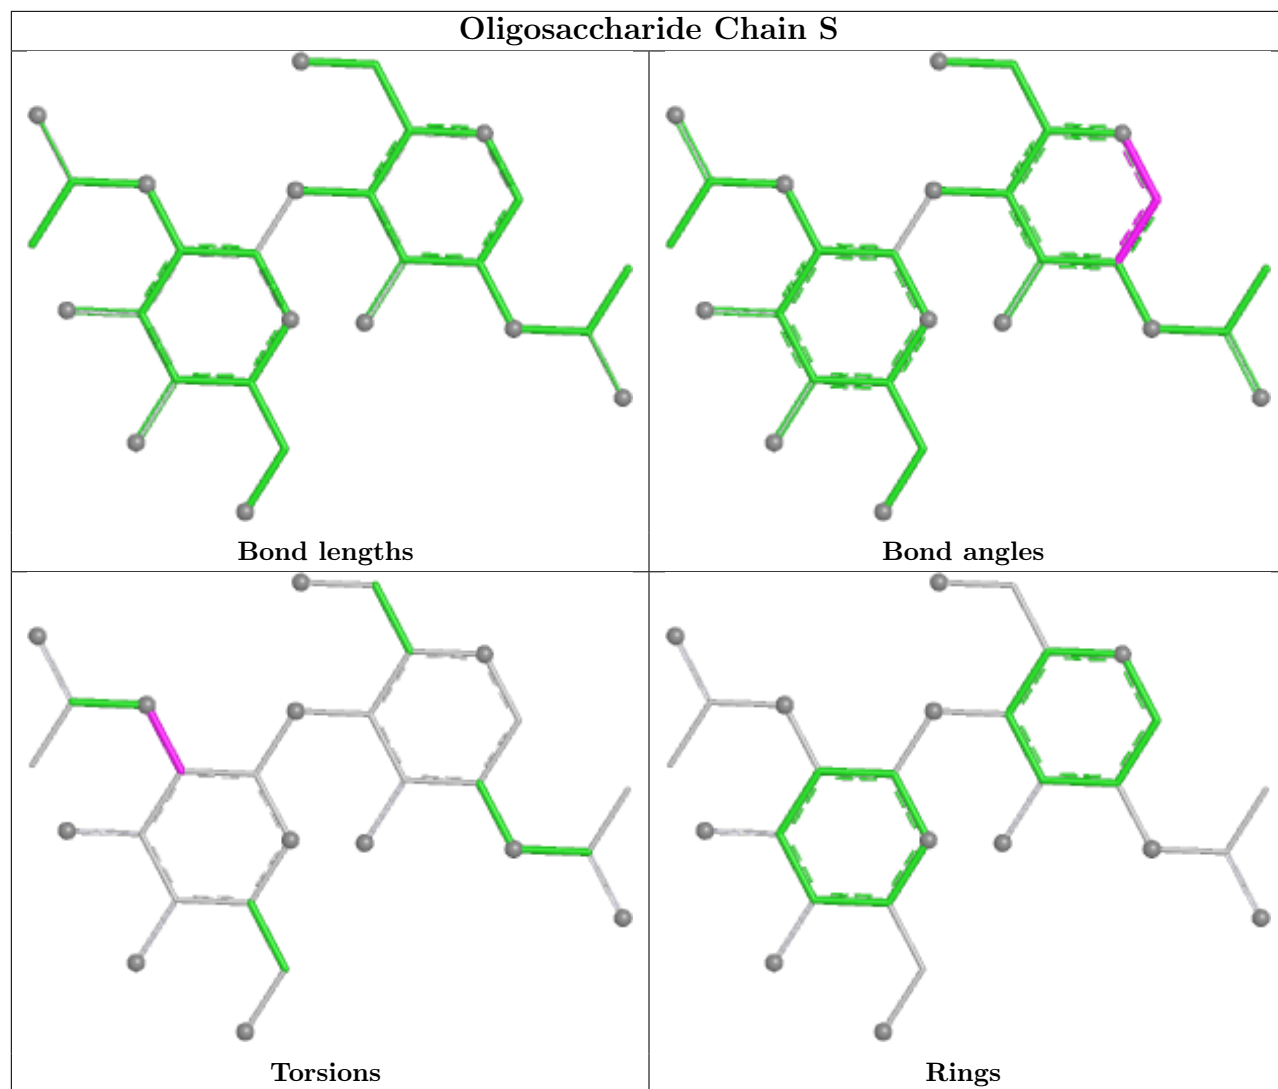 Oligosaccharide Chain S
Bond lengths
Bond angles
Torsions
Rings